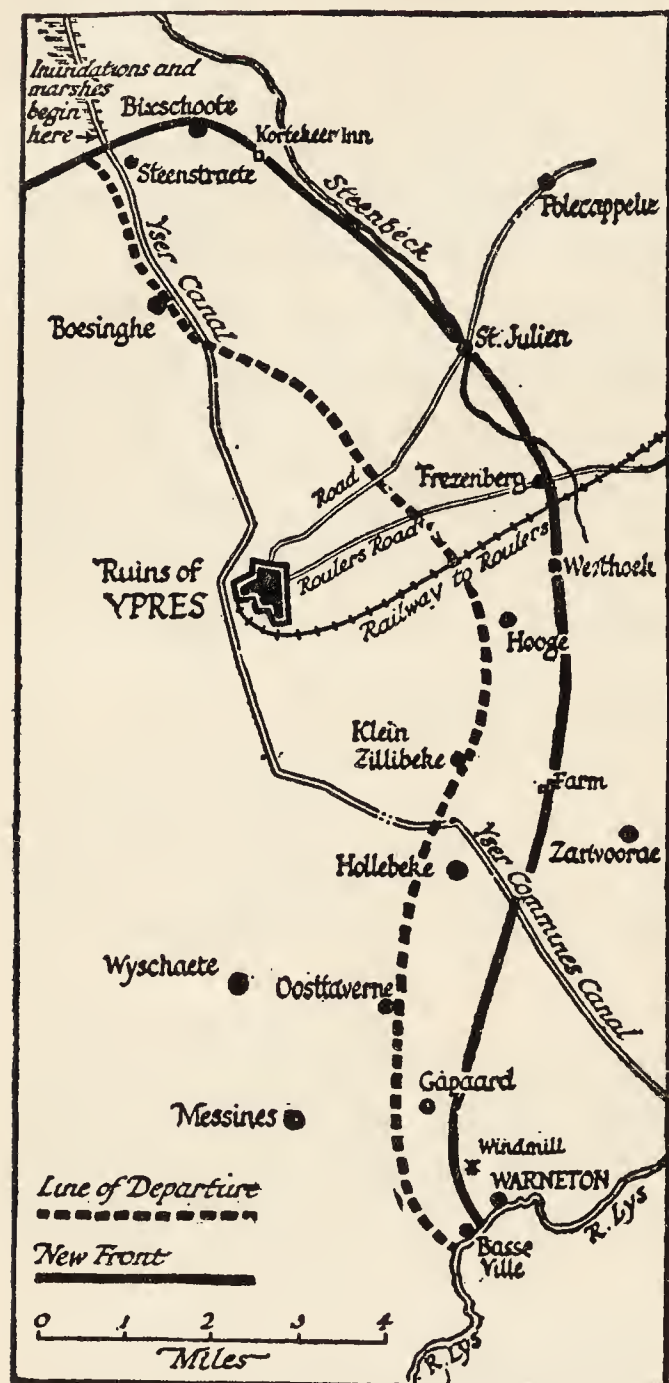 Inundations and
marshes
begin
here
Bixschoote
Kortekeer Inn
Steenstraete
Steenbeck
Polecappelle
Yser Canal
Boesinghe
St. Julien
Road
Frezenberg
Roulers Road
Ruins of
YPRES
Railway to Roulers
Westhoek
Hooge
Klein
Zillibeke
Farm
Zantvoorde
Hollebeke
Yser Commines Canal
Wyschaete
Oosttaverne
Gapaard
Messines
Windmill
WARNETON
R. Lys
Line of Departure
New Front
Basse
Ville
0 1 2 3 4
Miles
R. Lys